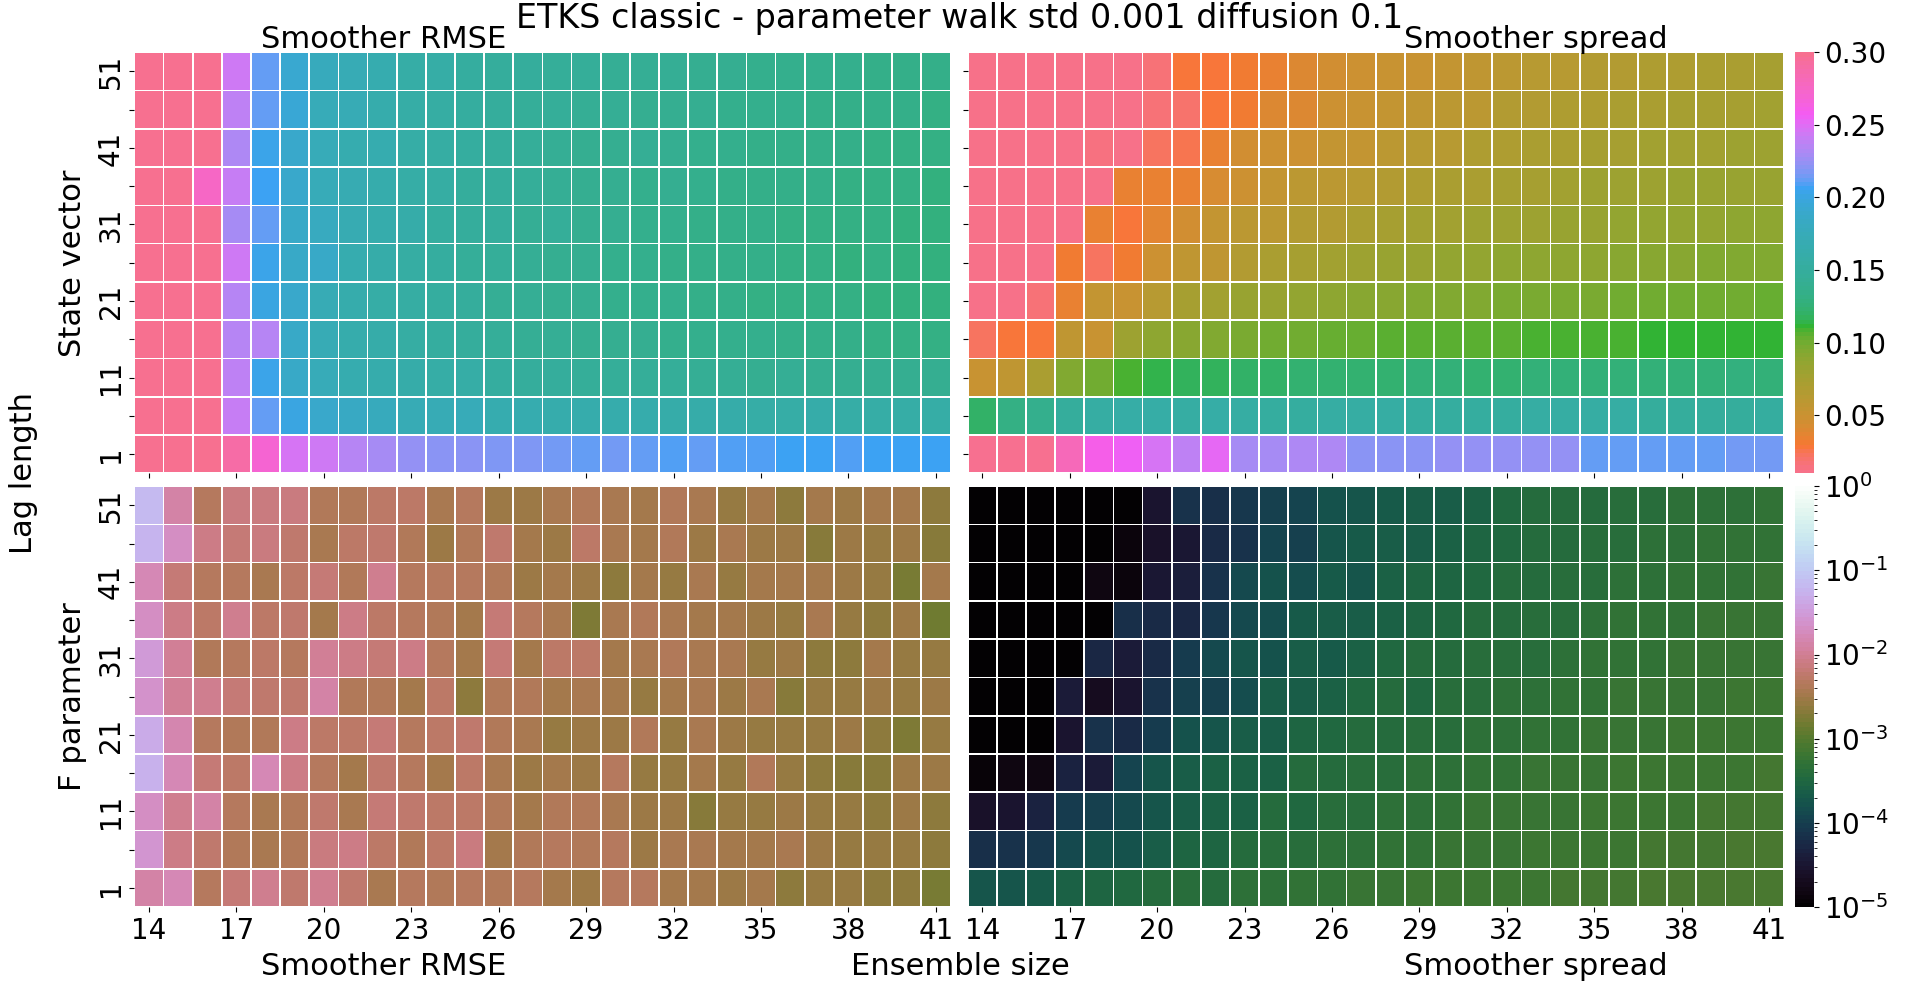 ETKS classic - parameter walk std 0.001 diffusion 0.1
Smoother RMSE
Smoother spread
State vector
51
41
31
21
11
1
0.30
0.25
0.20
0.15
0.10
0.05
Lag length
F parameter
51
41
31
21
11
1
10⁰
10⁻¹
10⁻²
10⁻³
10⁻⁴
10⁻⁵
14 17 20 23 26 29 32 35 38 41
14 17 20 23 26 29 32 35 38 41
Smoother RMSE
Ensemble size
Smoother spread